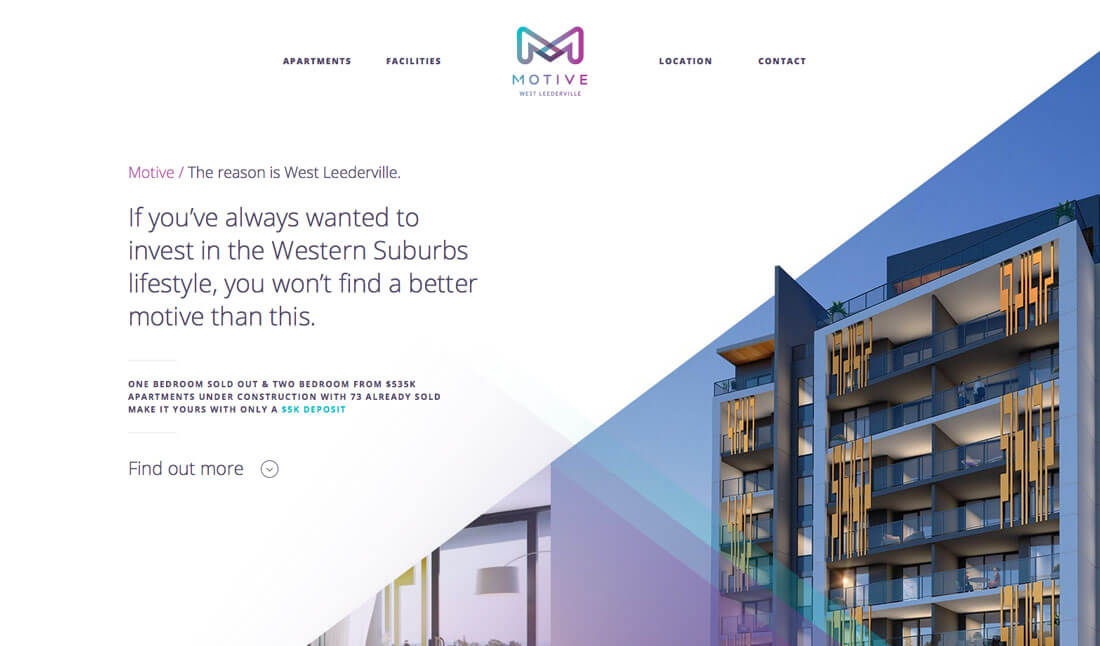 APARTMENTS FACILITIES LOCATION CONTACT
MOTIVE
WEST LEEDERVILLE
Motive / The reason is West Leederville.
If you’ve always wanted to
invest in the Western Suburbs
lifestyle, you won’t find a better
motive than this.
ONE BEDROOM SOLD OUT & TWO BEDROOM FROM $535K
APARTMENTS UNDER CONSTRUCTION WITH 73 ALREADY SOLD
MAKE IT YOURS WITH ONLY A $5K DEPOSIT
Find out more